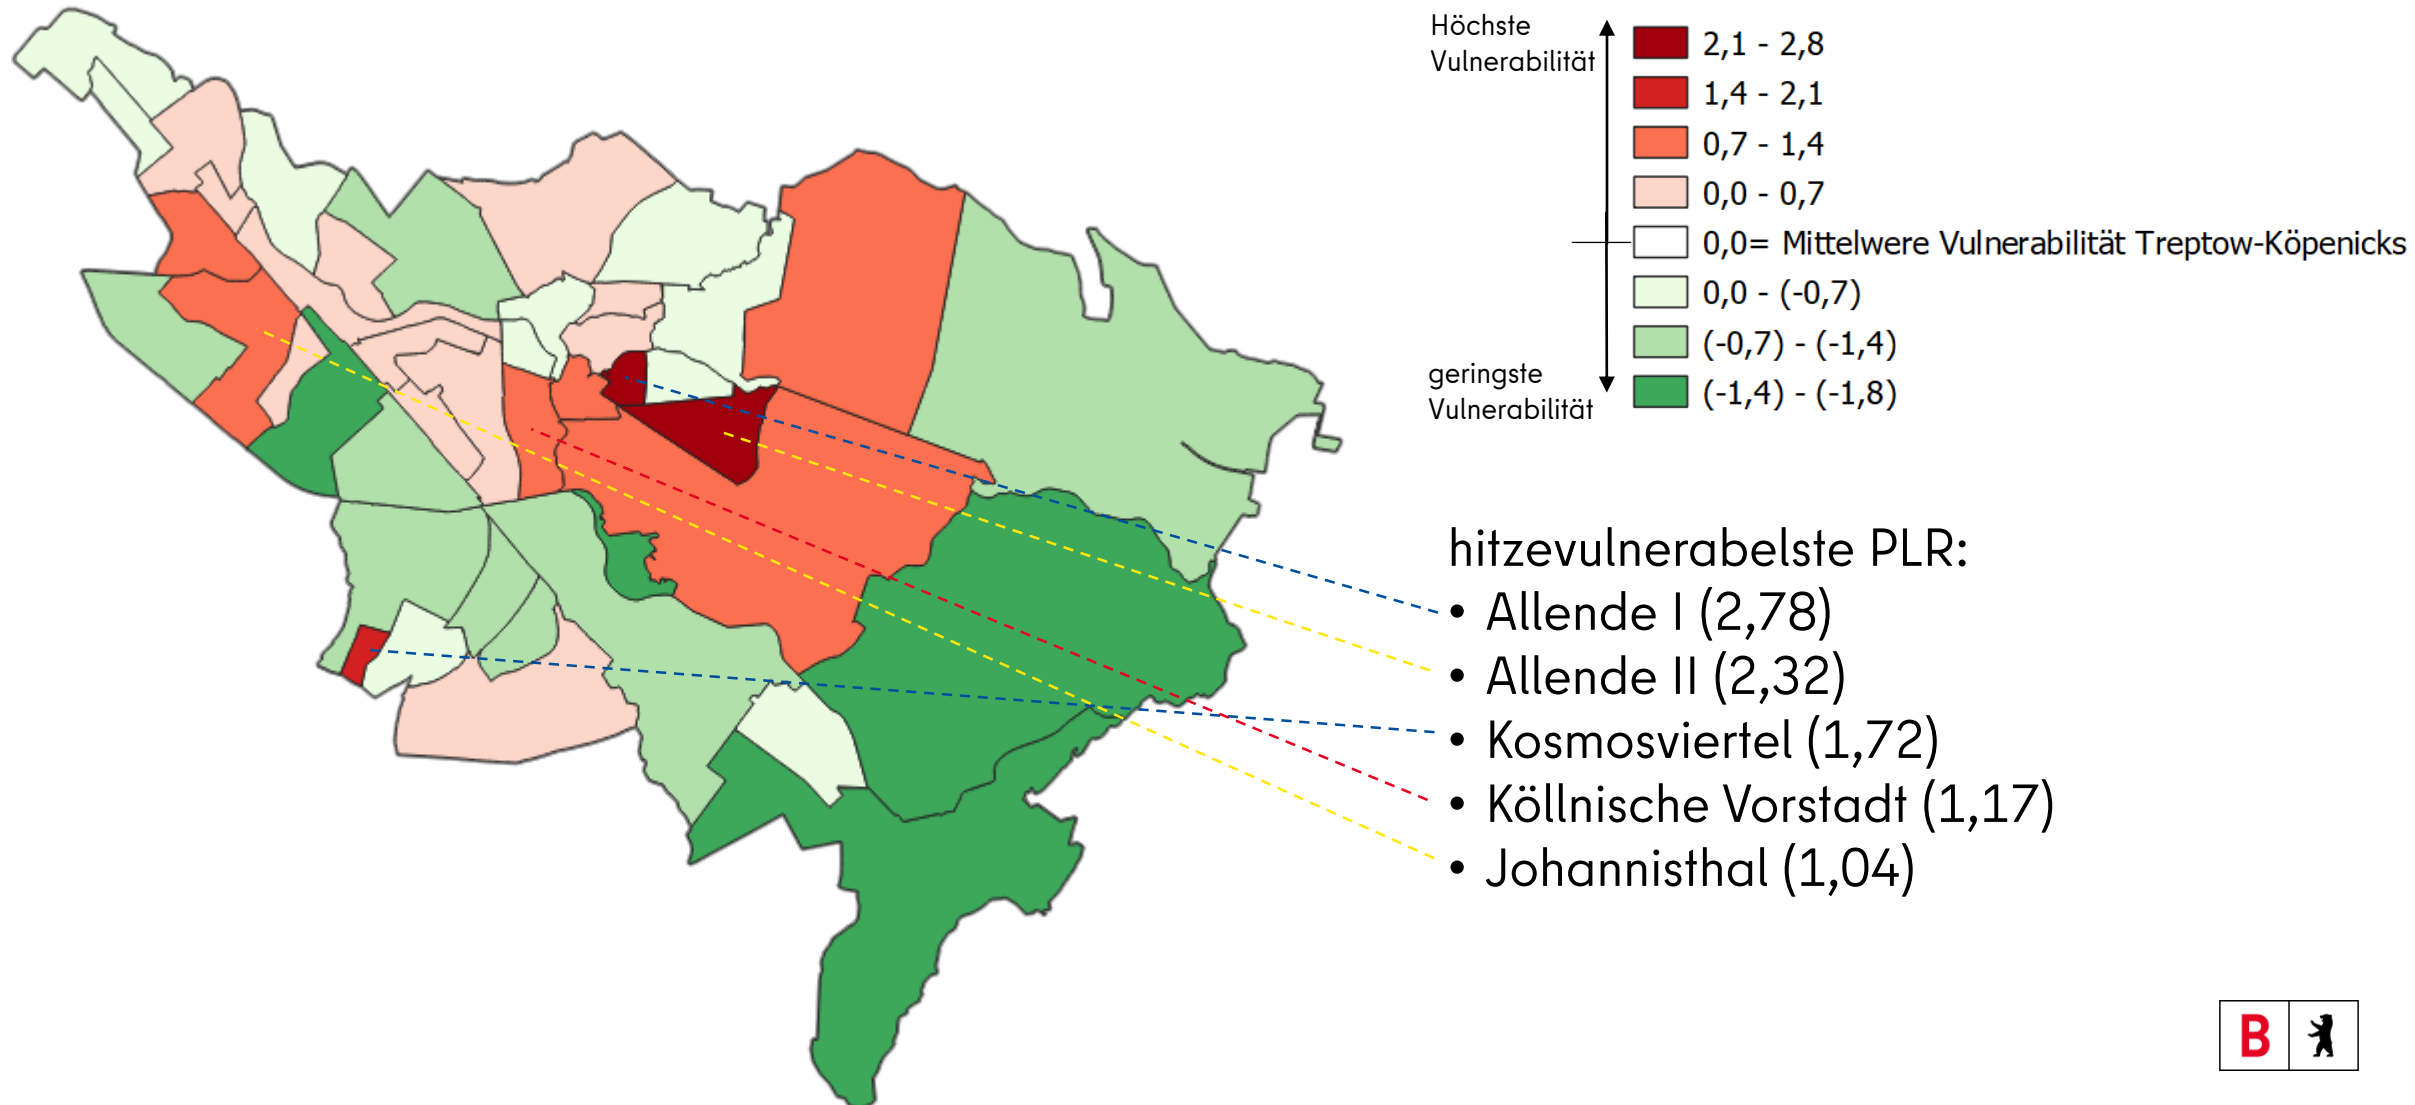 Höchste
Vulnerabilität
2,1 - 2,8
1,4 - 2,1
0,7 - 1,4
0,0 - 0,7
0,0= Mittelwere Vulnerabilität Treptow-Köpenicks
0,0 - (-0,7)
(-0,7) - (-1,4)
(-1,4) - (-1,8)
geringste
Vulnerabilität
hitzevulnerabelste PLR:
• Allende I (2,78)
• Allende II (2,32)
• Kosmosviertel (1,72)
• Köllnische Vorstadt (1,17)
• Johannisthal (1,04)
B